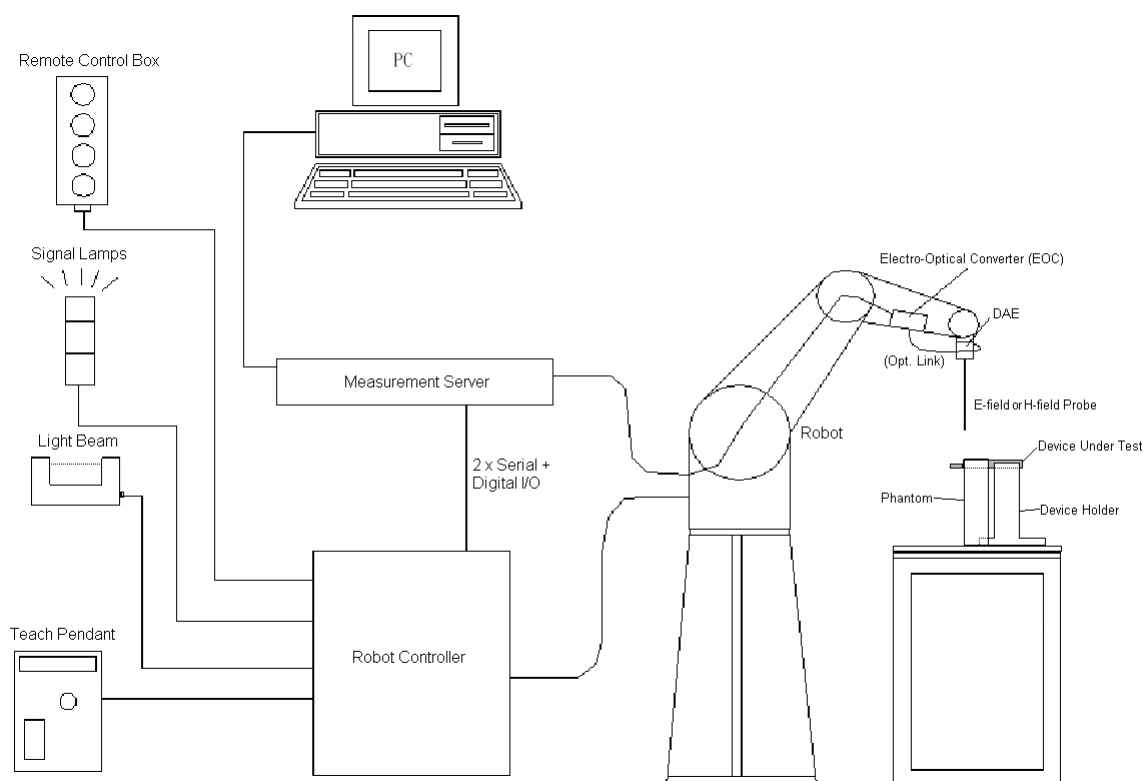 Remote Control Box
PC
Signal Lamps
Electro-Optical Converter (EOC)
DAE
(Opt. Link)
Measurement Server
E-field or H-field Probe
Robot
Light Beam
Device Under Test
2 x Serial +
Digital I/O
Phantom
Device Holder
Teach Pendant
Robot Controller